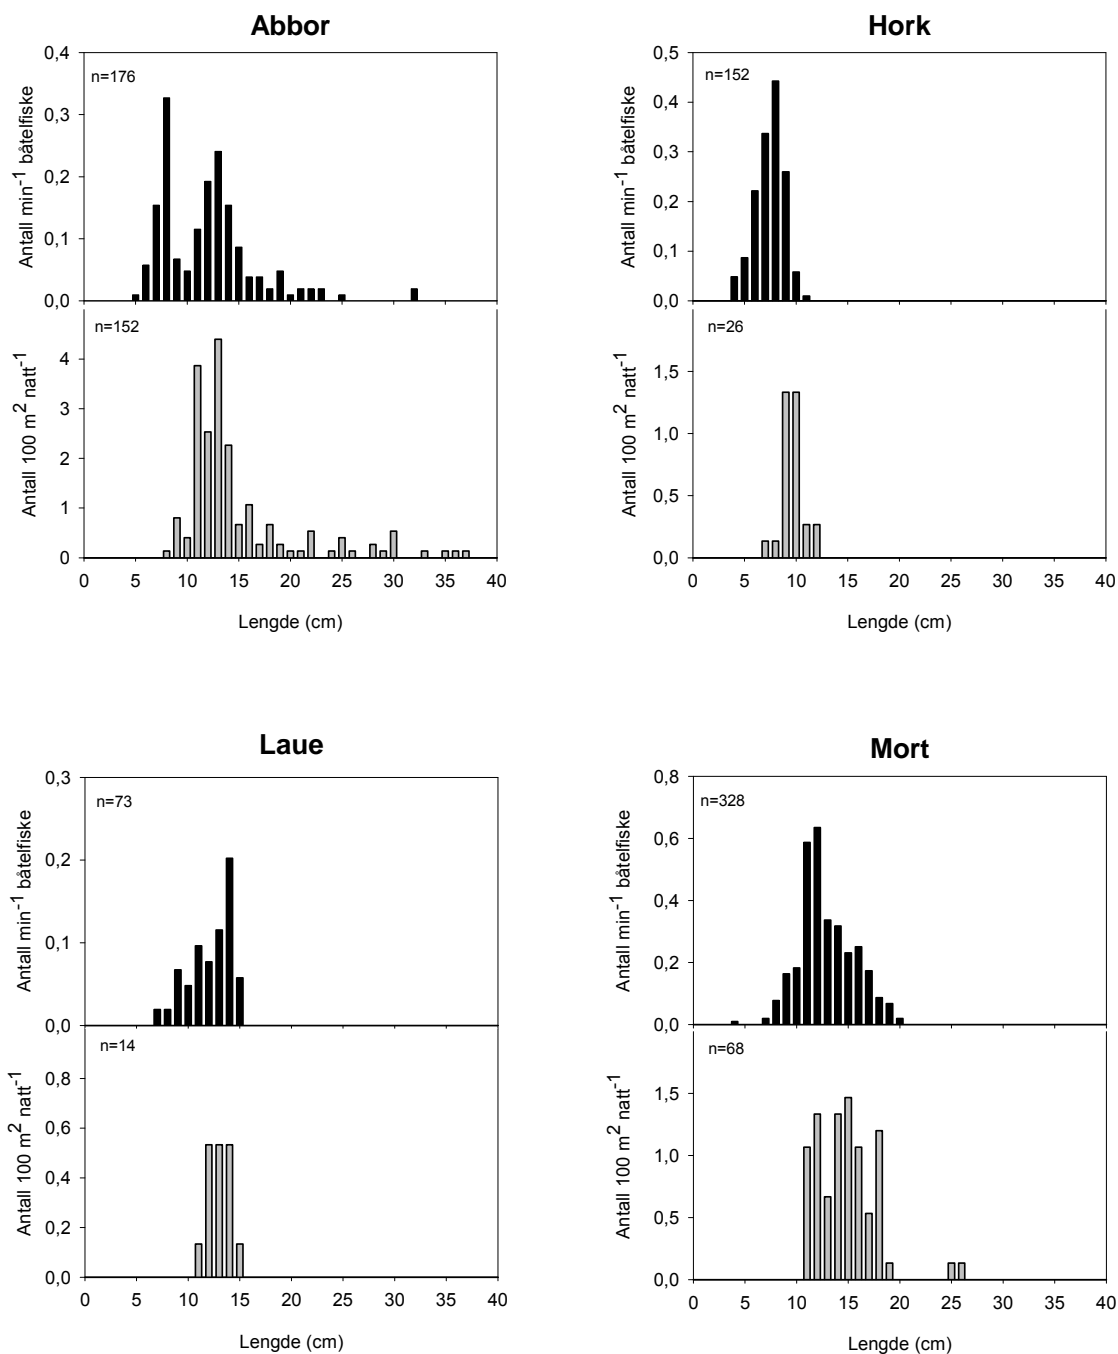 Abbor
Antall min⁻¹ båtelfiske
0,4
0,3
0,2
0,1
0,0
n=176
Antall 100 m² natt⁻¹
4
3
2
1
0
n=152
0 5 10 15 20 25 30 35 40
Lengde (cm)
Hork
Antall min⁻¹ båtelfiske
0,5
0,4
0,3
0,2
0,1
0,0
n=152
Antall 100 m² natt⁻¹
1,5
1,0
0,5
0,0
n=26
0 5 10 15 20 25 30 35 40
Lengde (cm)
Laue
Antall min⁻¹ båtelfiske
0,3
0,2
0,1
0,0
n=73
Antall 100 m² natt⁻¹
0,8
0,6
0,4
0,2
0,0
n=14
0 5 10 15 20 25 30 35 40
Lengde (cm)
Mort
Antall min⁻¹ båtelfiske
0,8
0,6
0,4
0,2
0,0
n=328
Antall 100 m² natt⁻¹
1,5
1,0
0,5
0,0
n=68
0 5 10 15 20 25 30 35 40
Lengde (cm)